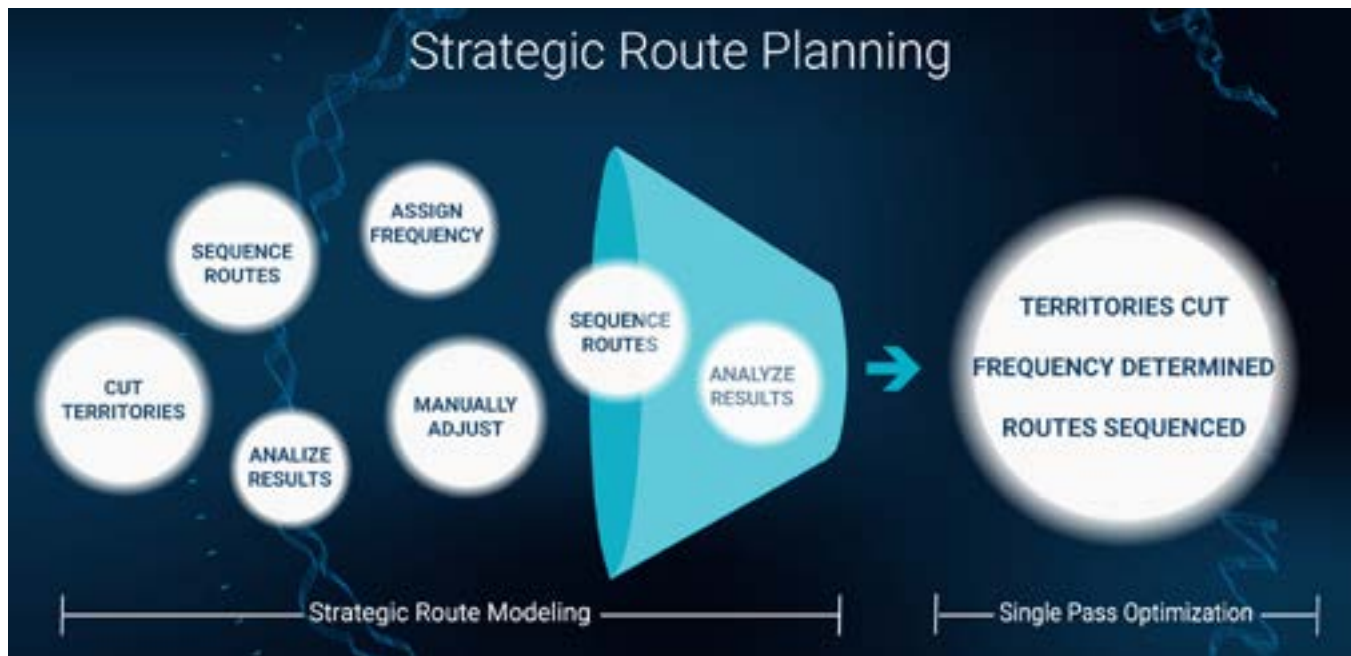 Strategic Route Planning
ASSIGN
FREQUENCY
SEQUENCE
ROUTES
SEQUENCE
ROUTES
CUT
TERRITORIES
ANALIZE
RESULTS
MANUALLY
ADJUST
ANALYZE
RESULTS
TERRITORIES CUT
FREQUENCY DETERMINED
ROUTES SEQUENCED
Strategic Route Modeling
Single Pass Optimization